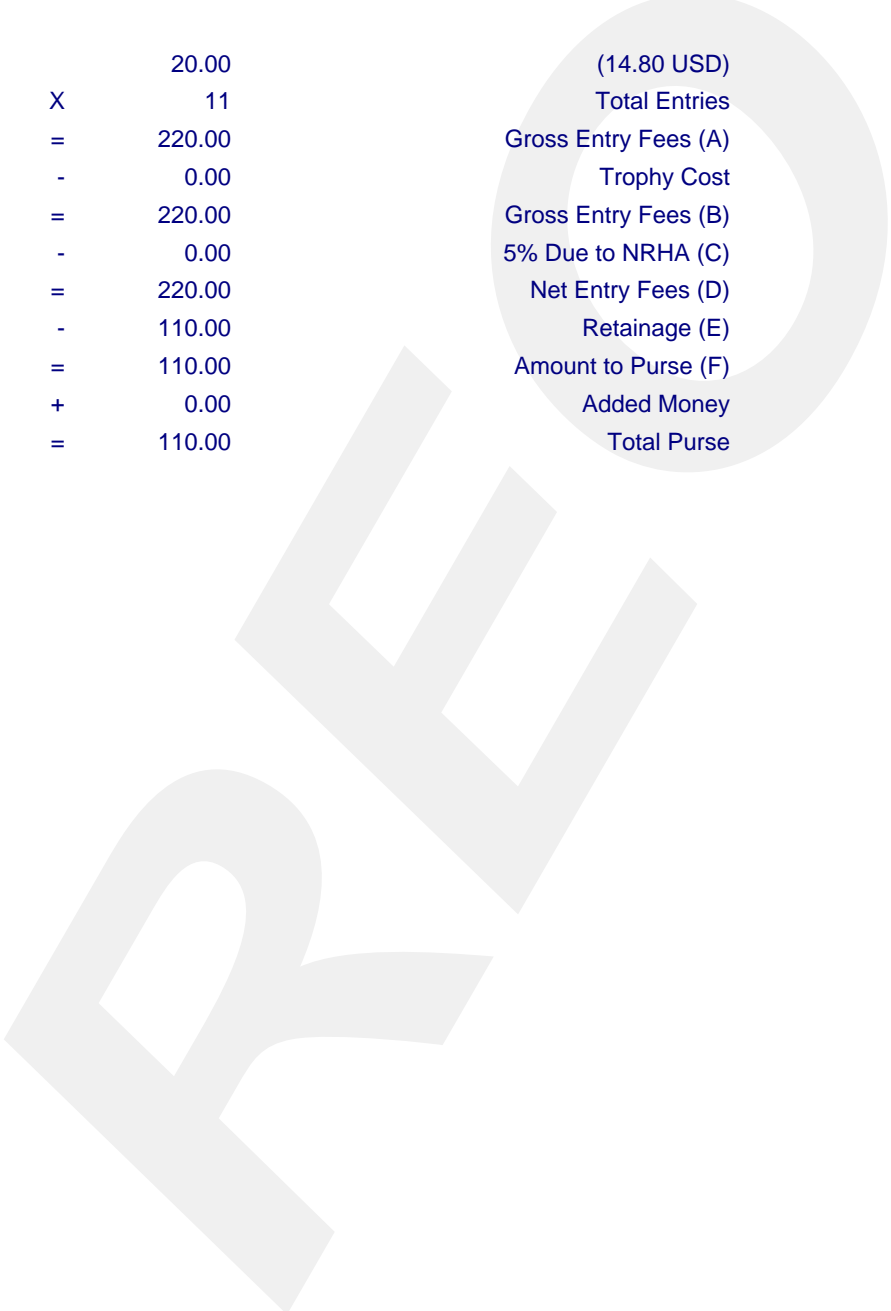 20.00 (14.80 USD)
X 11 Total Entries
= 220.00 Gross Entry Fees (A)
- 0.00 Trophy Cost
= 220.00 Gross Entry Fees (B)
- 0.00 5% Due to NRHA (C)
= 220.00 Net Entry Fees (D)
- 110.00 Retainage (E)
= 110.00 Amount to Purse (F)
+ 0.00 Added Money
= 110.00 Total Purse
REO